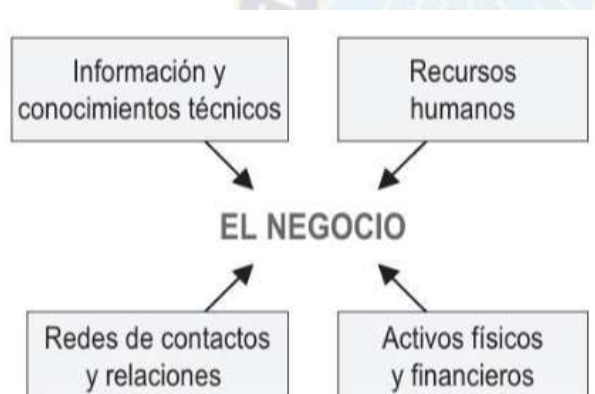 Información y
conocimientos técnicos
Recursos
humanos
EL NEGOCIO
Redes de contactos
y relaciones
Activos físicos
y financieros